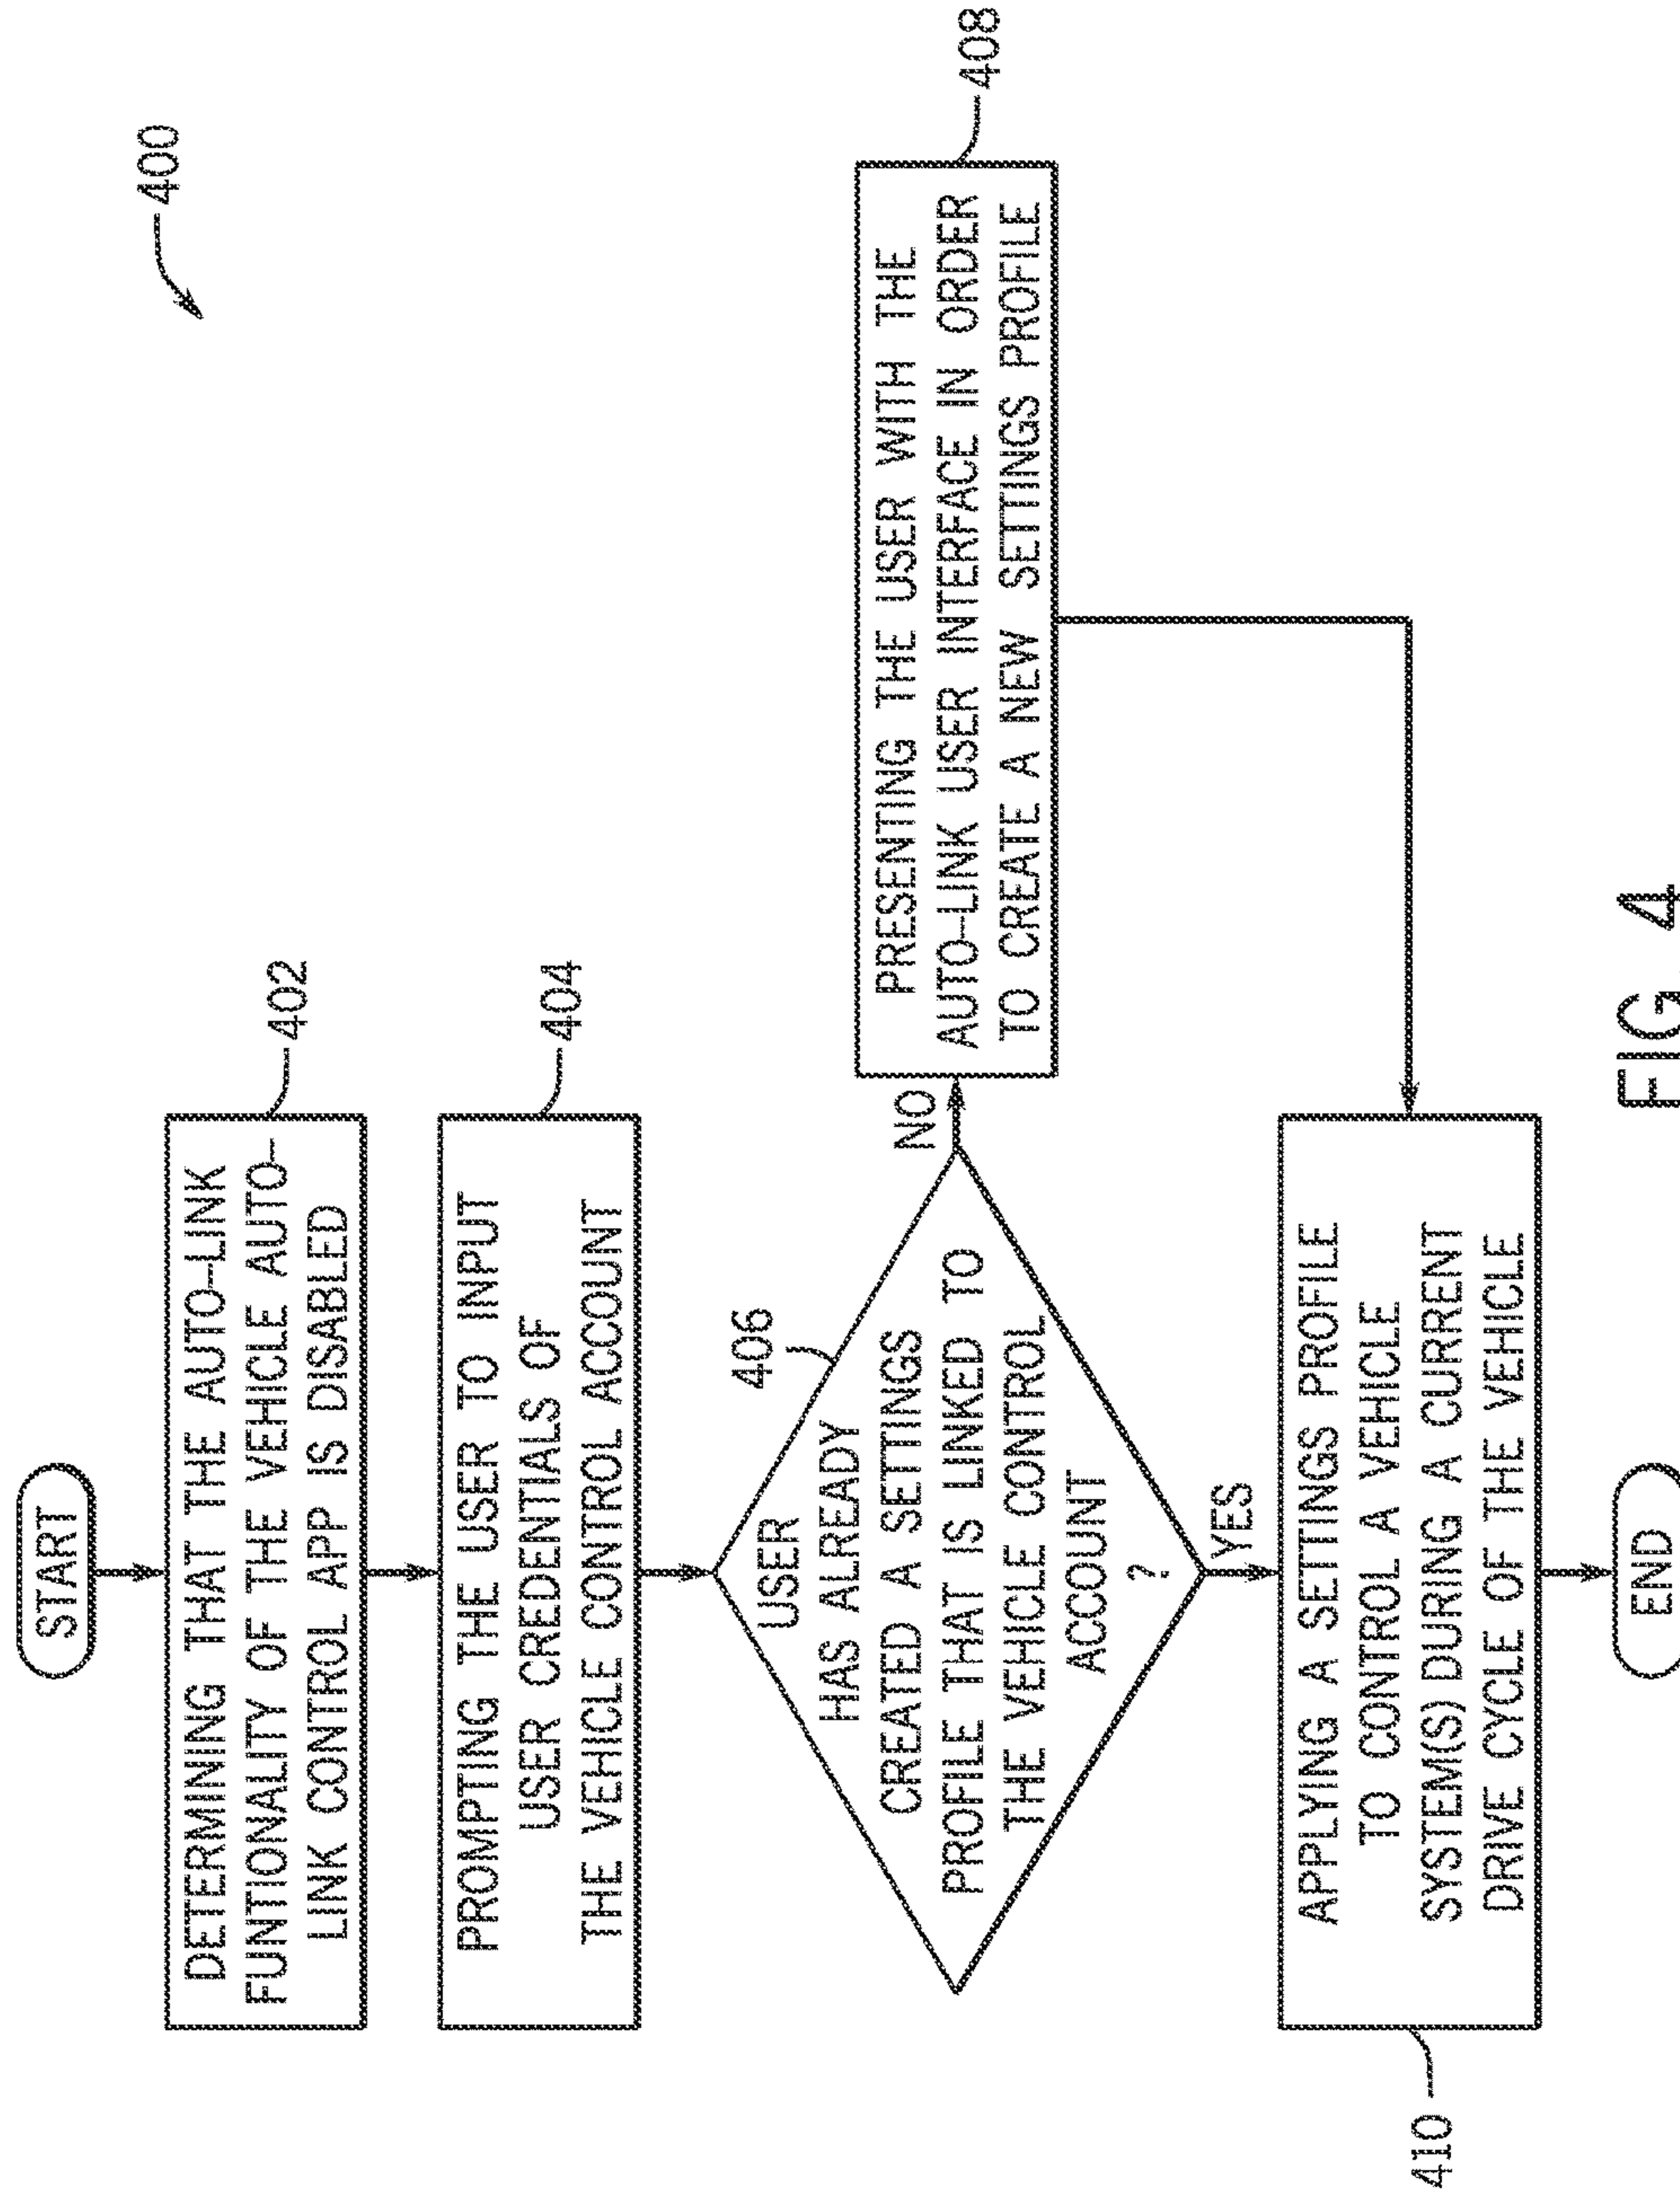 400
START
DETERMINING THAT THE AUTO-LINK
FUNTIONALITY OF THE VEHICLE AUTO-
LINK CONTROL APP IS DISABLED
402
PROMPTING THE USER TO INPUT
USER CREDENTIALS OF
THE VEHICLE CONTROL ACCOUNT
404
406
USER
HAS ALREADY
CREATED A SETTINGS
PROFILE THAT IS LINKED TO
THE VEHICLE CONTROL
ACCOUNT
?
NO
PRESENTING THE USER WITH THE
AUTO-LINK USER INTERFACE IN ORDER
TO CREATE A NEW SETTINGS PROFILE
408
YES
APPLYING A SETTINGS PROFILE
TO CONTROL A VEHICLE
SYSTEM(S) DURING A CURRENT
DRIVE CYCLE OF THE VEHICLE
410
END
FIG. 4